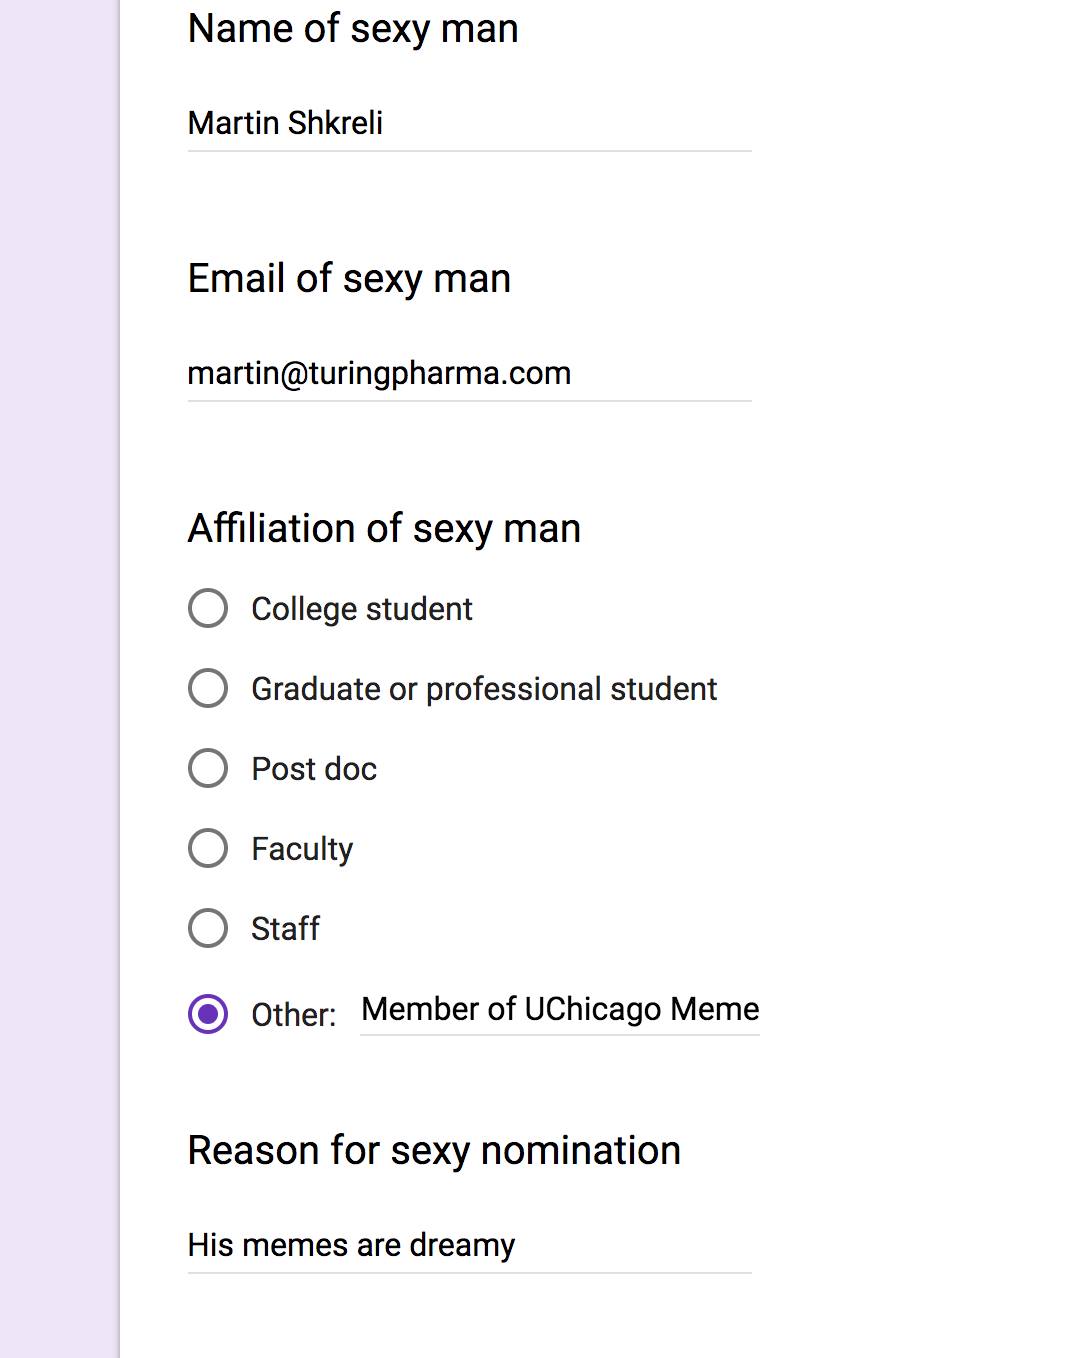 Name of sexy man
Martin Shkreli
Email of sexy man
martin@turingpharma.com
Affiliation of sexy man
College student
Graduate or professional student
Post doc
Faculty
Staff
Other: Member of UChicago Meme
Reason for sexy nomination
His memes are dreamy